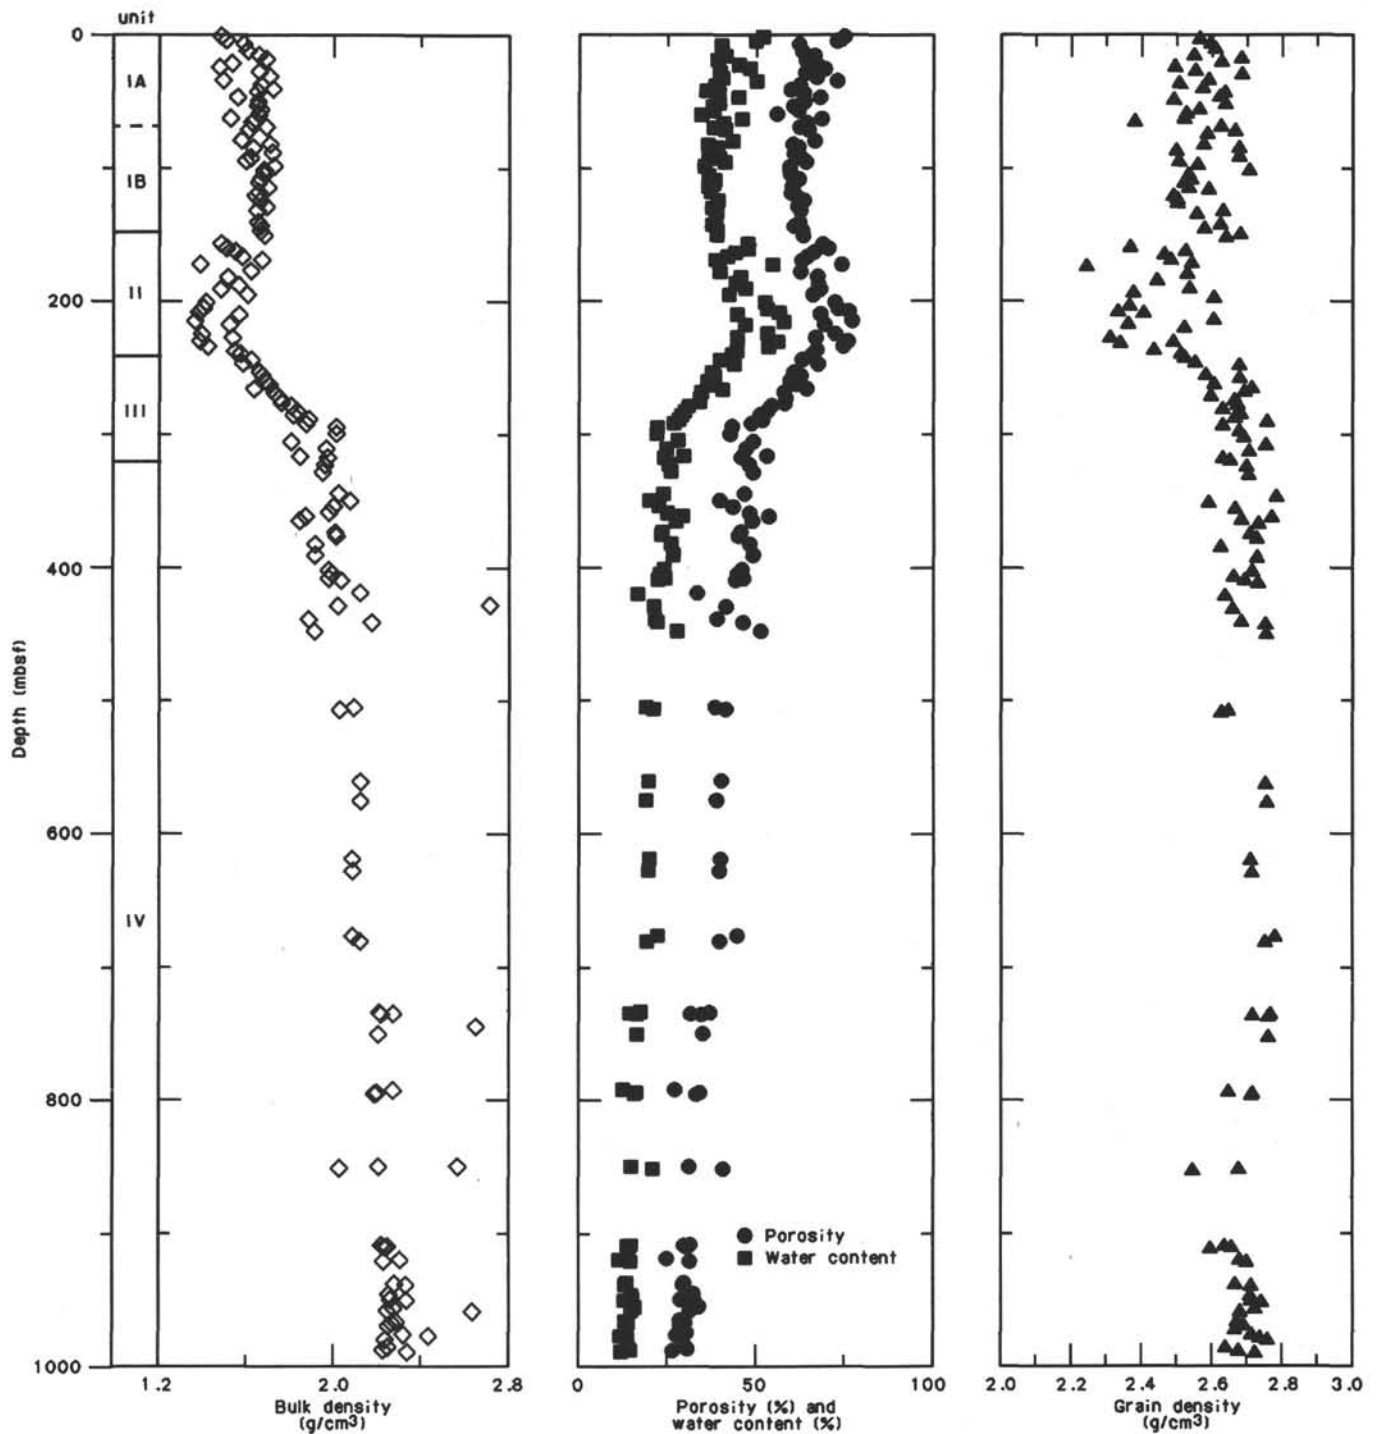 unit
0
IA
IB
II
200
III
400
Depth (mbsf)
600
IV
800
1000
Porosity
Water content
1.2 2.0 2.8
Bulk density
(g/cm3)
0 50 100
Porosity (%) and
water content (%)
2.0 2.2 2.4 2.6 2.8 3.0
Grain density
(g/cm3)